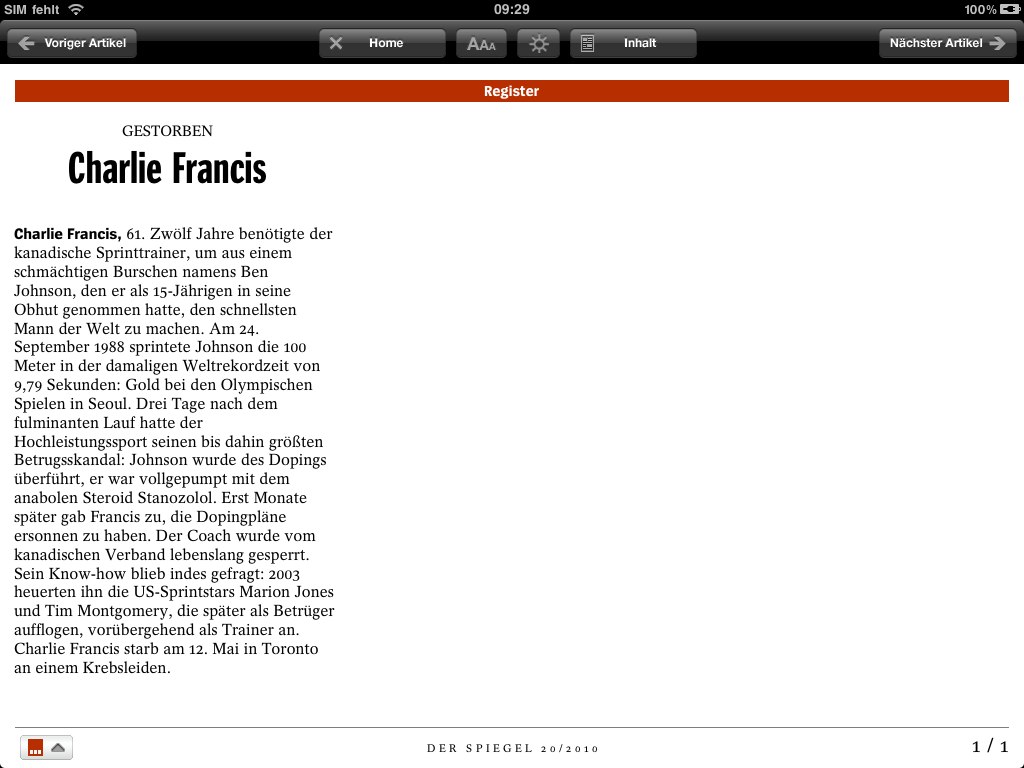 SIM fehlt 09:29 100%
Voriger Artikel Home AAA Inhalt Nächster Artikel
Register
GESTORBEN
Charlie Francis
Charlie Francis, 61. Zwölf Jahre benötigte der
kanadische Sprinttrainer, um aus einem
schmächtigen Burschen namens Ben
Johnson, den er als 15-Jährigen in seine
Obhut genommen hatte, den schnellsten
Mann der Welt zu machen. Am 24.
September 1988 sprintete Johnson die 100
Meter in der damaligen Weltrekordzeit von
9,79 Sekunden: Gold bei den Olympischen
Spielen in Seoul. Drei Tage nach dem
fulminanten Lauf hatte der
Hochleistungssport seinen bis dahin größten
Betrugsskandal: Johnson wurde des Dopings
überführt, er war vollgepumpt mit dem
anabolen Steroid Stanozolol. Erst Monate
später gab Francis zu, die Dopingpläne
ersonnen zu haben. Der Coach wurde vom
kanadischen Verband lebenslang gesperrt.
Sein Know-how blieb indes gefragt: 2003
heuerten ihn die US-Sprintstars Marion Jones
und Tim Montgomery, die später als Betrüger
aufflogen, vorübergehend als Trainer an.
Charlie Francis starb am 12. Mai in Toronto
an einem Krebsleiden.
DER SPIEGEL 20/2010 1 / 1